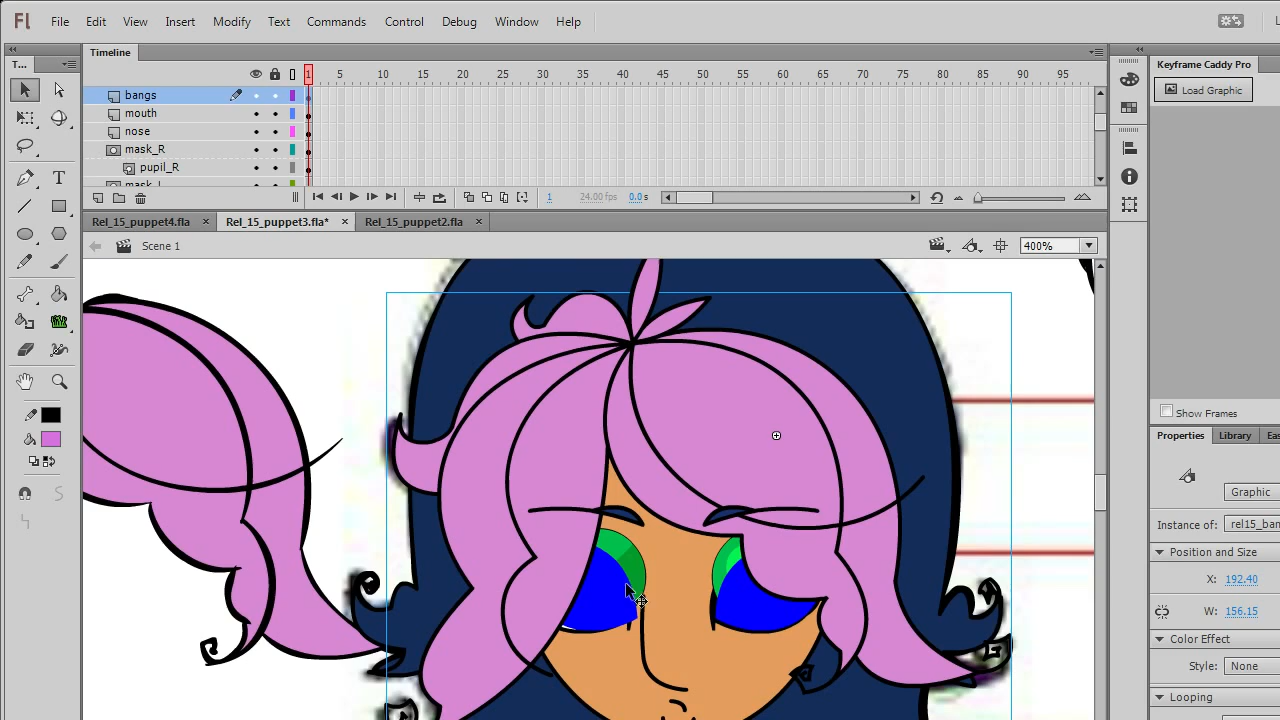 Fl File Edit View Insert Modify Text Commands Control Debug Window Help
T... Timeline Keyframe Caddy Pro
1 5 10 15 20 25 30 35 40 45 50 55 60 65 70 75 80 85 90 95
Load Graphic
bangs
mouth
nose
mask_R
pupil_R
1 24.00 fps 0.0 s
Rel_15_puppet4.fla × Rel_15_puppet3.fla* × Rel_15_puppet2.fla ×
Scene 1 400%
Show Frames
Properties Library Eas
Graphic
Instance of: rel15_ban
Position and Size
X: 192.40
W: 156.15
Color Effect
Style: None
Looping